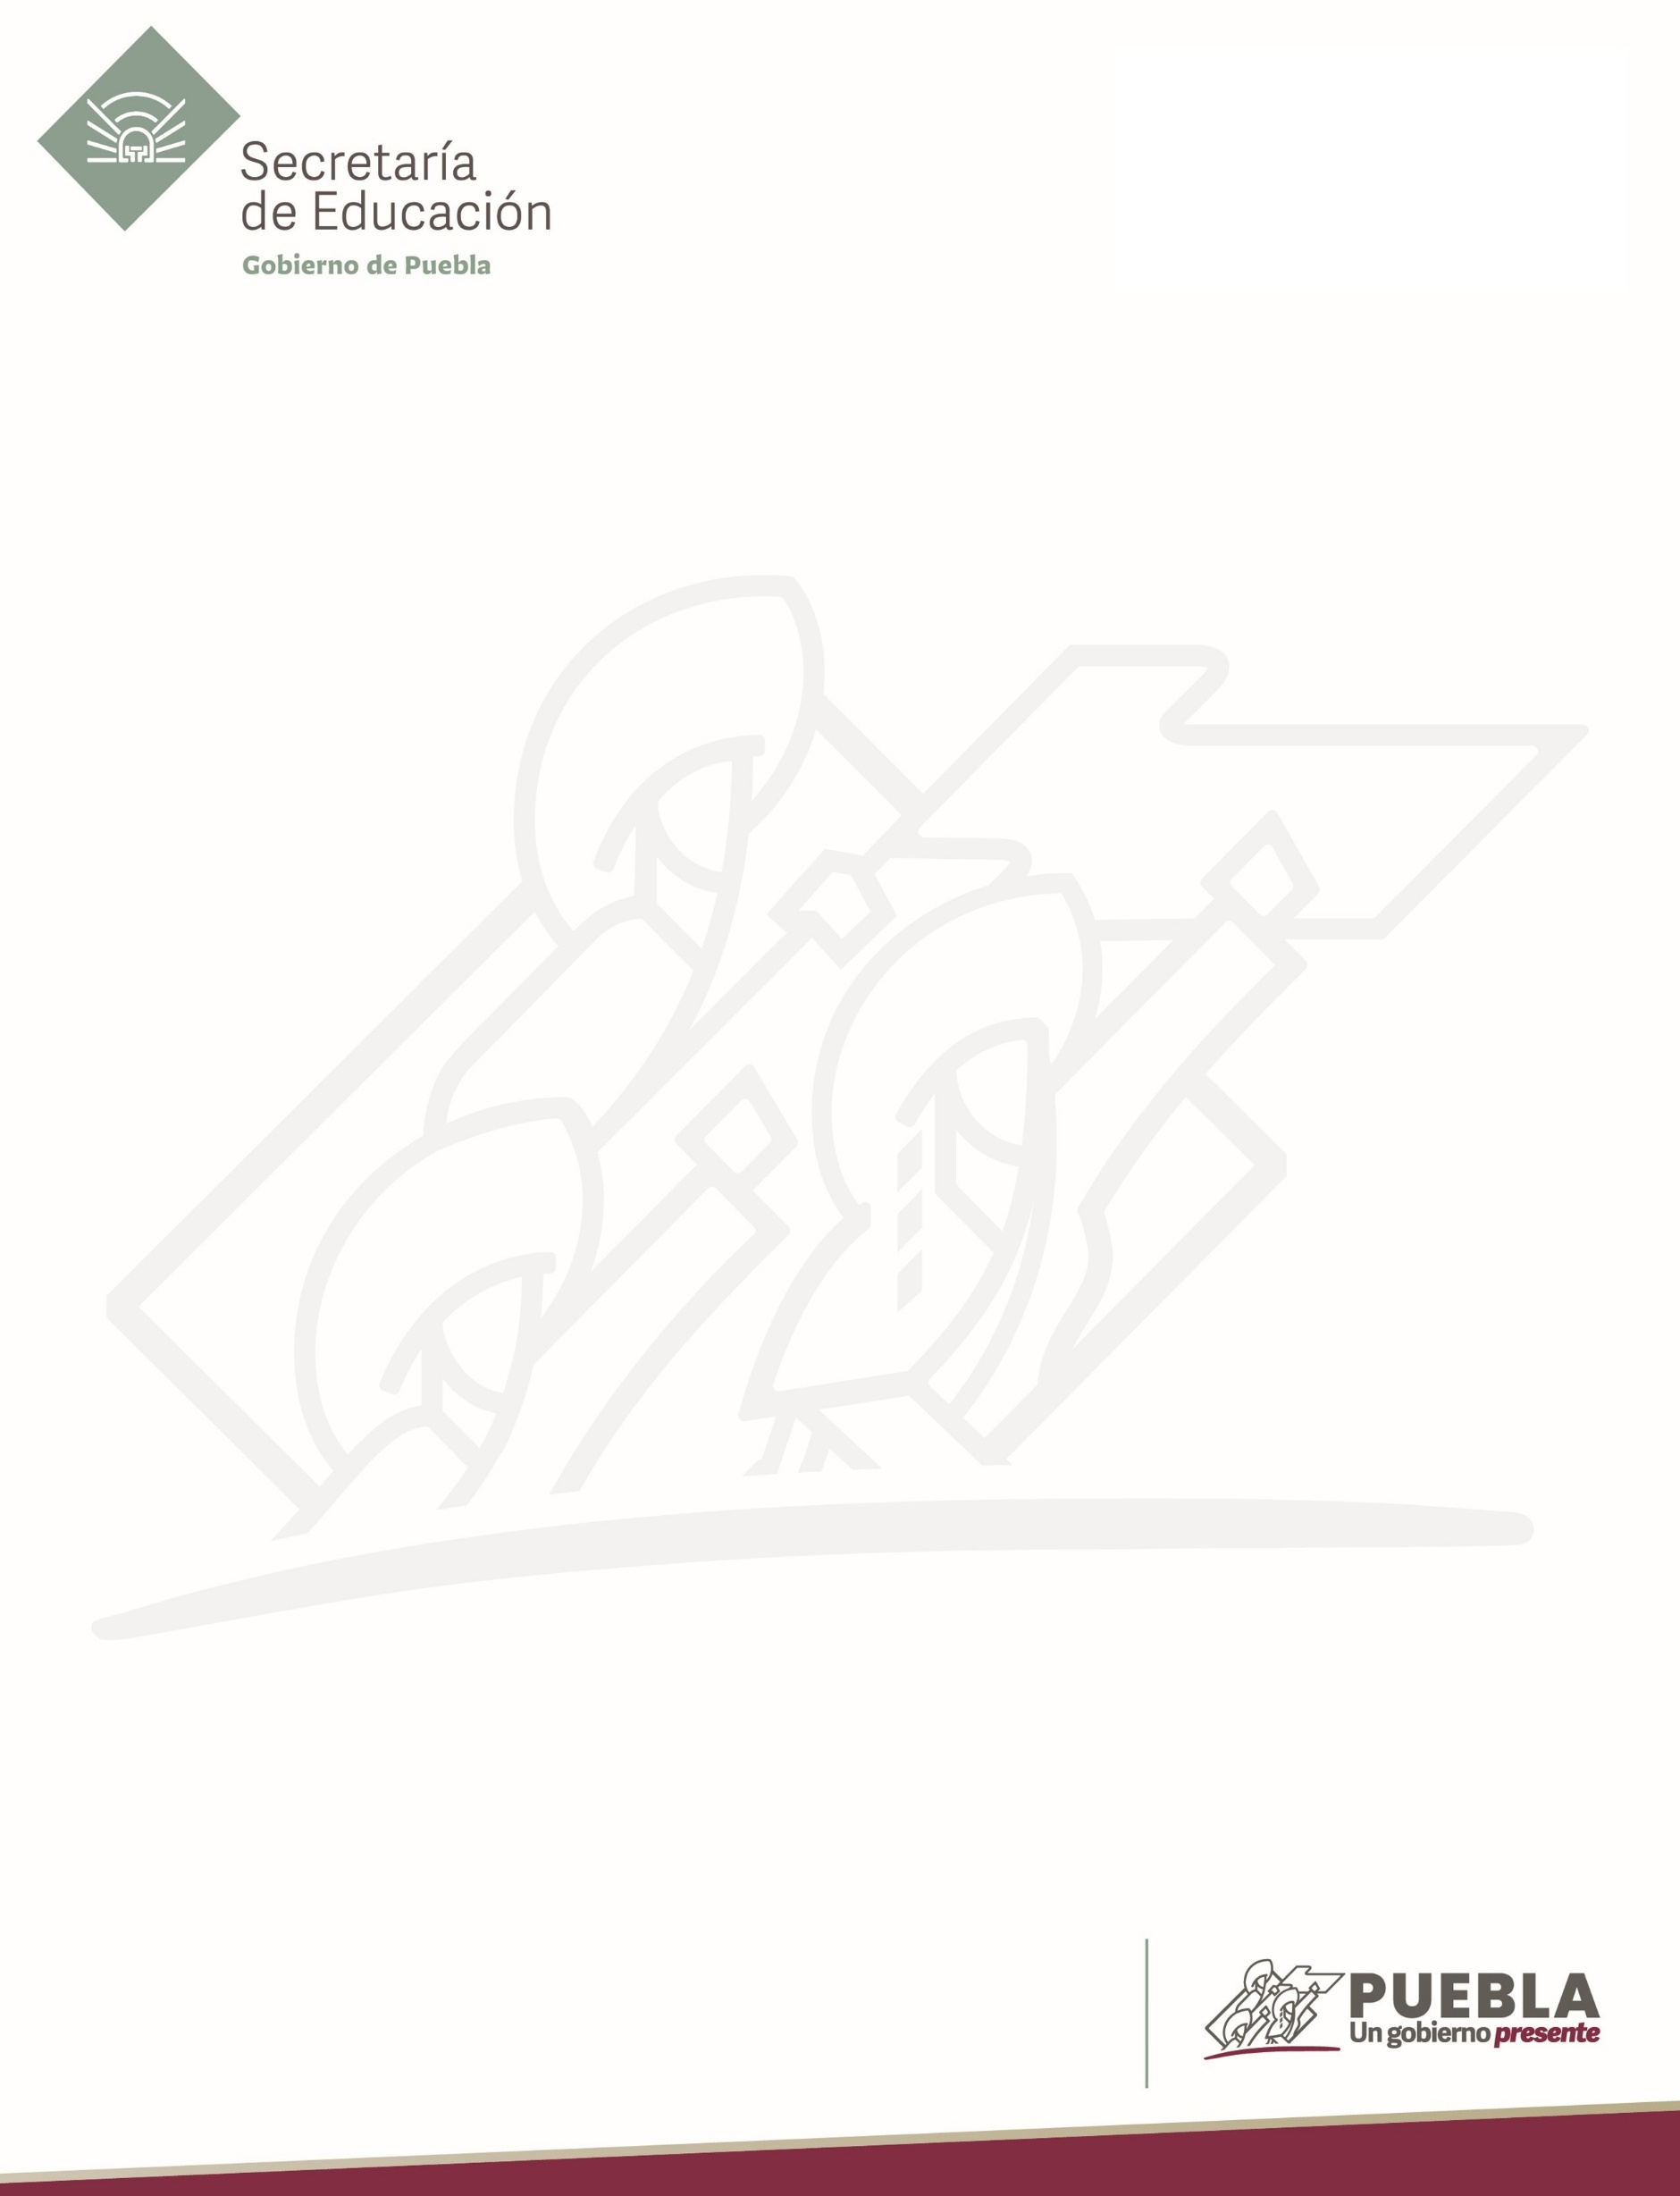 Secretaría
de Educación
Gobierno de Puebla
PUEBLA
Un gobierno presente